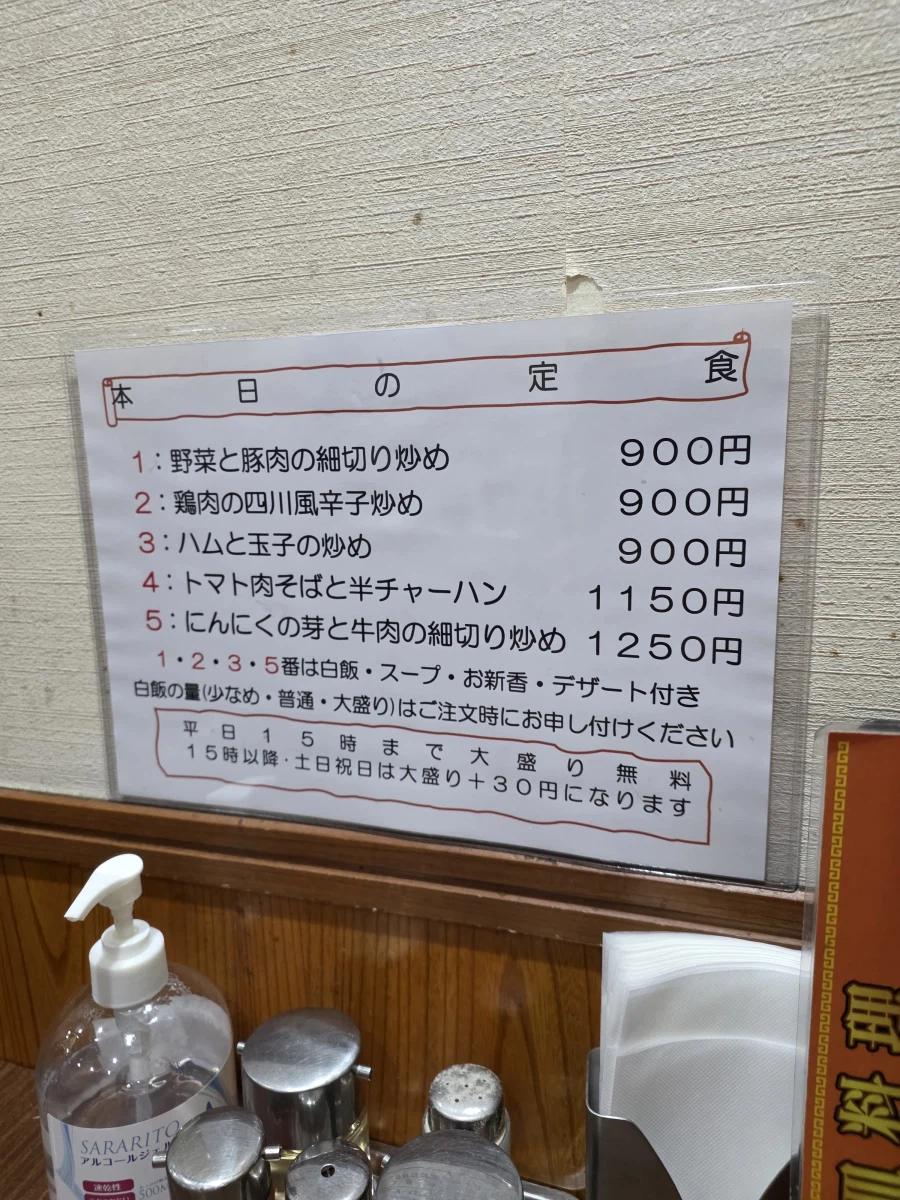 本日の定食
1：野菜と豚肉の細切り炒め 900円
2：鶏肉の四川風辛子炒め 900円
3：ハムと玉子の炒め 900円
4：トマト肉そばと半チャーハン 1150円
5：にんにくの芽と牛肉の細切り炒め 1250円
1・2・3・5番は白飯・スープ・お新香・デザート付き
白飯の量(少なめ・普通・大盛り)はご注文時にお申し付けください
平日15時まで大盛り無料
15時以降・土日祝日は大盛り＋30円になります
SARARITO
アルコールジェル
速乾性
500M
理
料